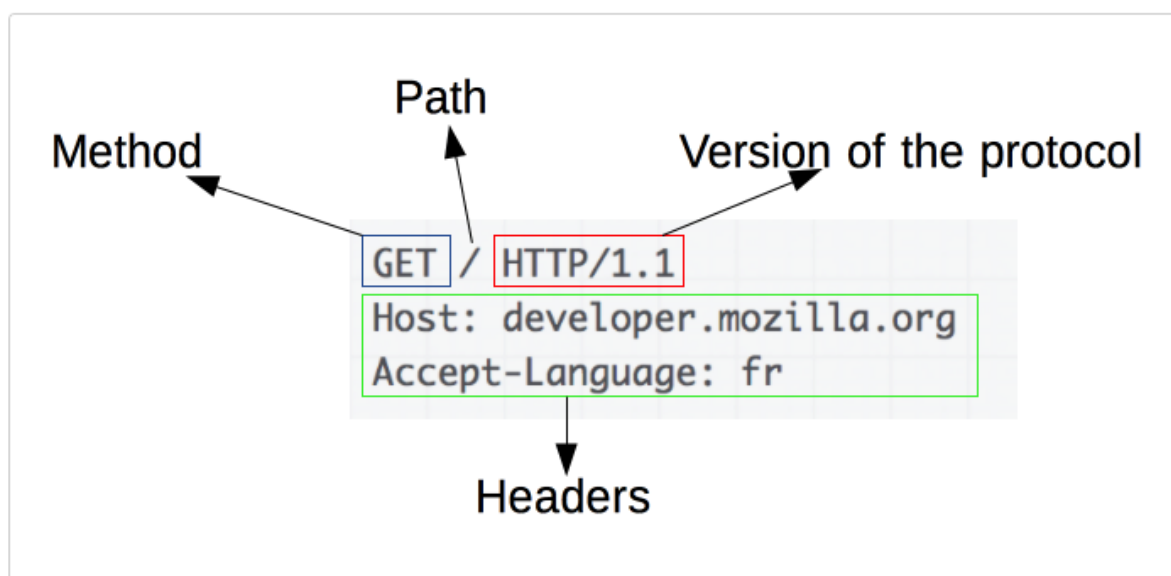 Path
Method
Version of the protocol
GET / HTTP/1.1
Host: developer.mozilla.org
Accept-Language: fr
Headers